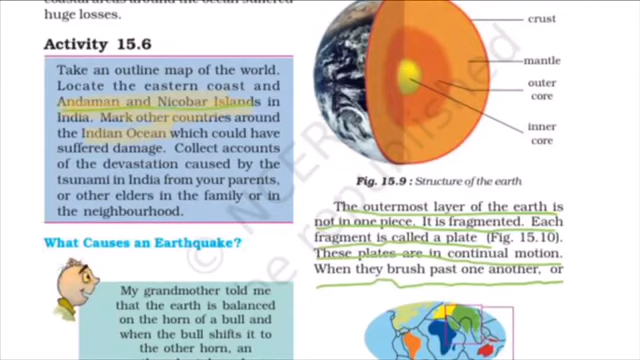 coastal areas around the ocean suffered
huge losses.
Activity 15.6
Take an outline map of the world.
Locate the eastern coast and
Andaman and Nicobar Islands in
India. Mark other countries around
the Indian Ocean which could have
suffered damage. Collect accounts
of the devastation caused by the
tsunami in India from your parents,
or other elders in the family or in
the neighbourhood.
What Causes an Earthquake?
My grandmother told me
that the earth is balanced
on the horn of a bull and
when the bull shifts it to
the other horn, an
crust
mantle
outer
core
inner
core
Fig. 15.9 : Structure of the earth
The outermost layer of the earth is
not in one piece. It is fragmented. Each
fragment is called a plate (Fig. 15.10).
These plates are in continual motion.
When they brush past one another, or
© NCERT